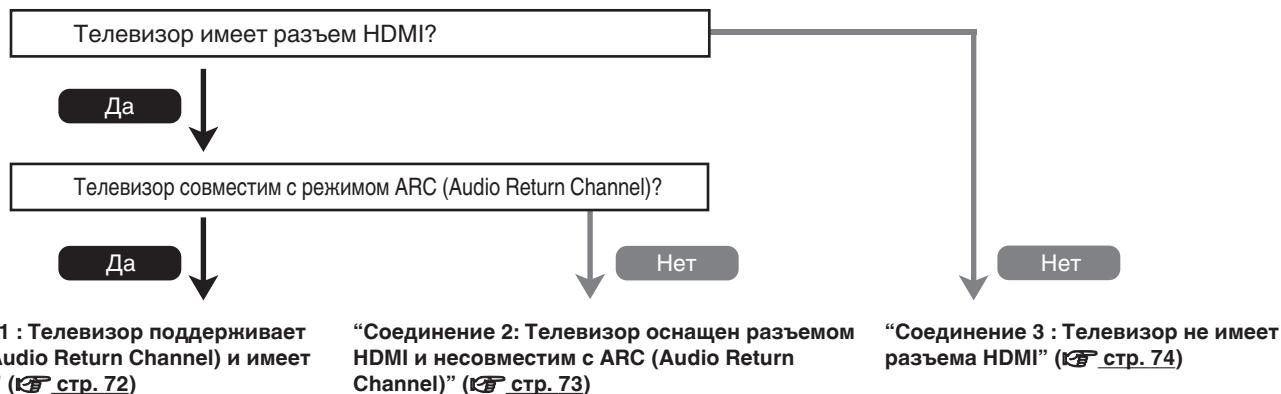 Телевизор имеет разъем HDMI?
Да
Телевизор совместим с режимом ARC (Audio Return Channel)?
Да
Нет
Нет
1 : Телевизор поддерживает
Audio Return Channel) и имеет
” (☞ стр. 72)
“Соединение 2: Телевизор оснащен разъемом
HDMI и несовместим с ARC (Audio Return
Channel)” (☞ стр. 73)
“Соединение 3 : Телевизор не имеет
разъема HDMI” (☞ стр. 74)